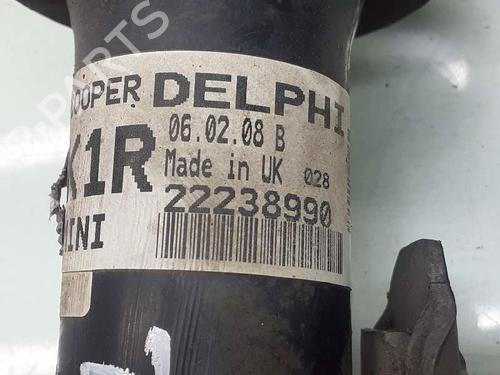 OOPER DELPHI
06.02.08 B
K1R
Made in UK 028
22238990
INI